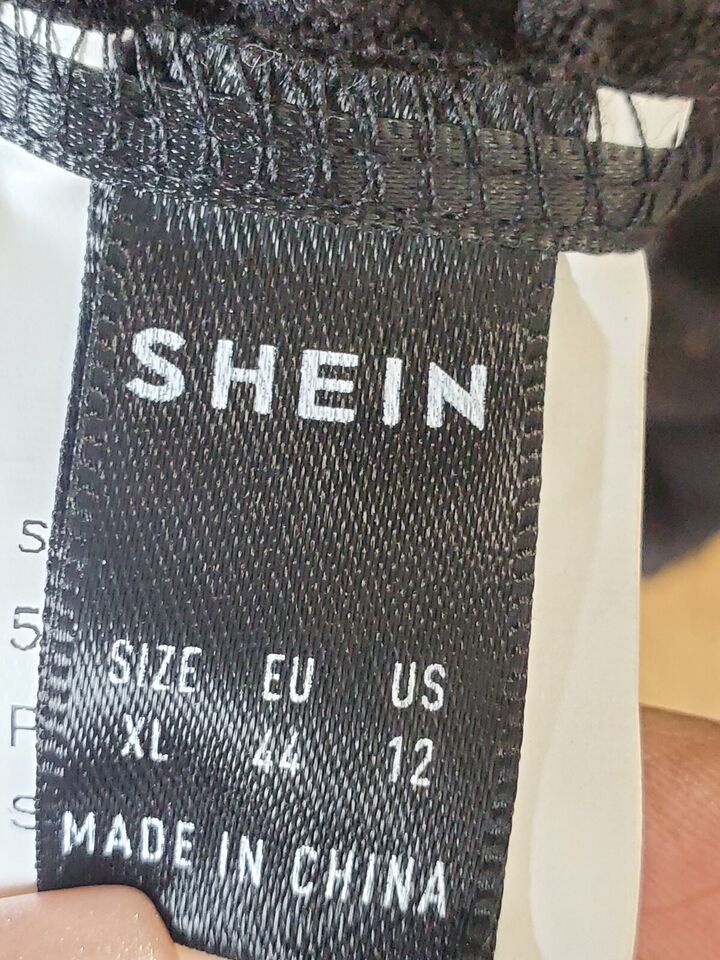 SHEIN
SIZE EU US
XL 44 12
MADE IN CHINA